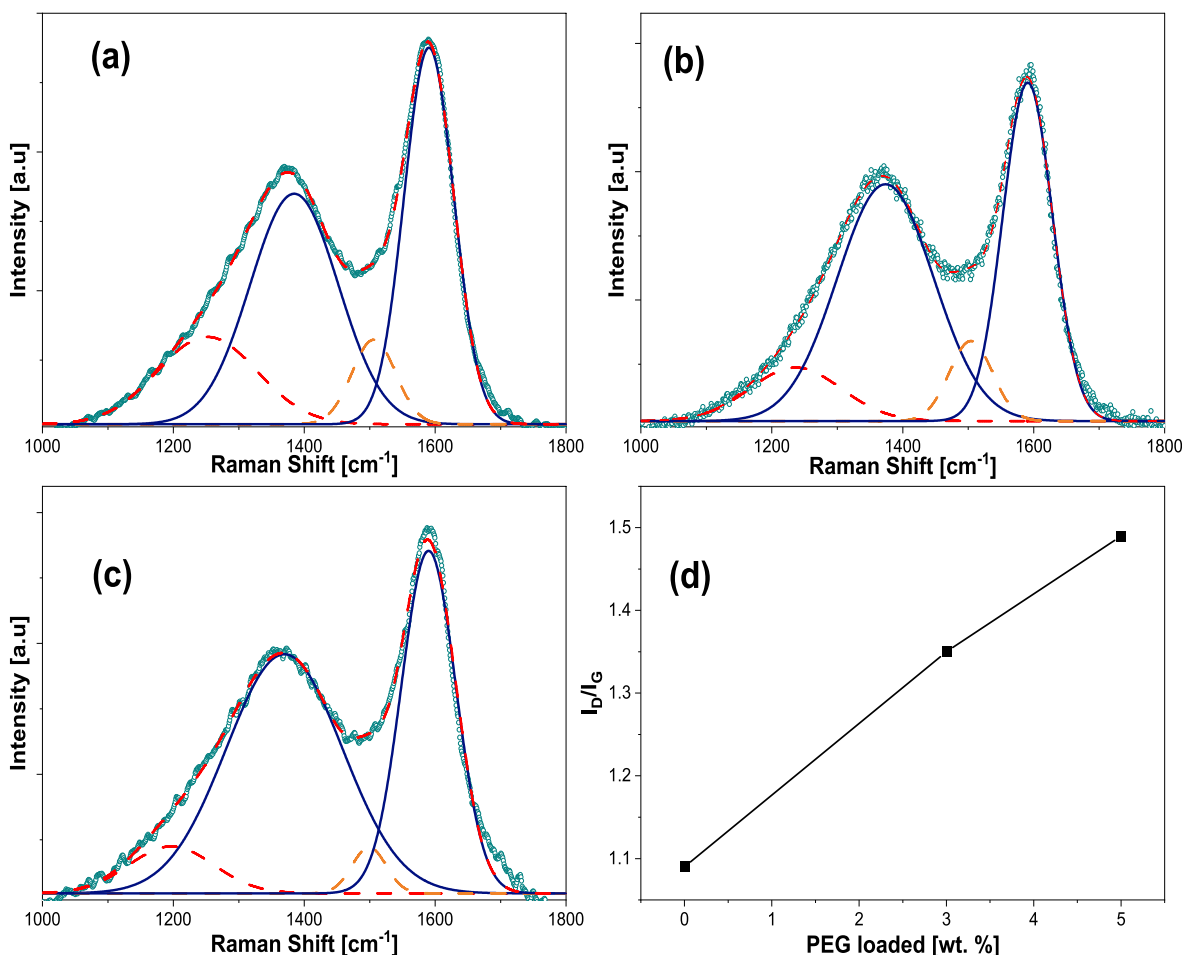 (a)
Intensity [a.u]
1000 1200 1400 1600 1800
Raman Shift [cm-1]
(b)
Intensity [a.u]
1000 1200 1400 1600 1800
Raman Shift [cm-1]
(c)
Intensity [a.u]
1000 1200 1400 1600 1800
Raman Shift [cm-1]
(d)
ID/IG
1.5
1.4
1.3
1.2
1.1
0 1 2 3 4 5
PEG loaded [wt. %]